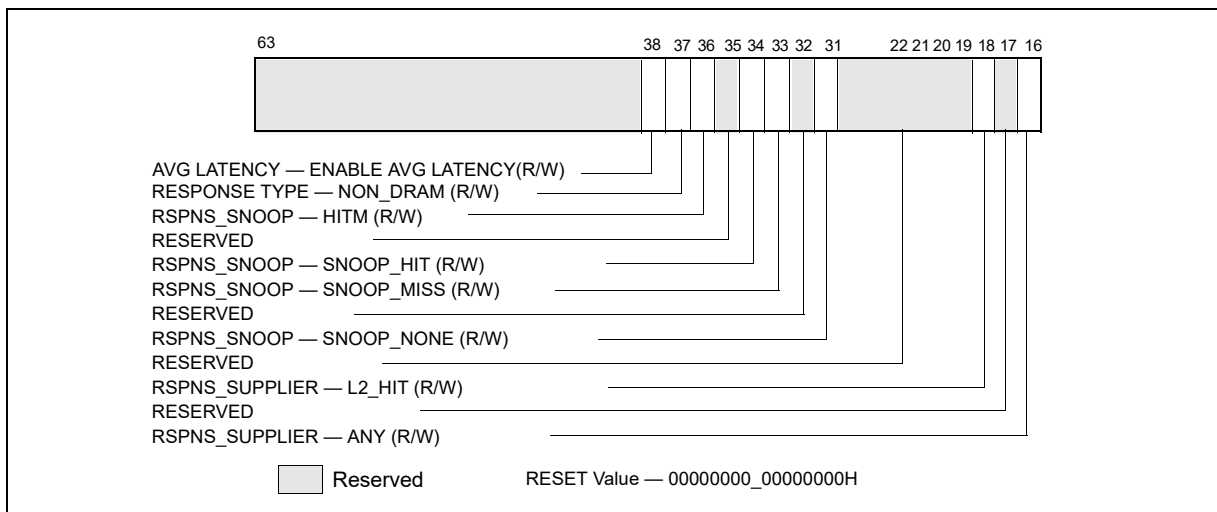 63 38 37 36 35 34 33 32 31 22 21 20 19 18 17 16
AVG LATENCY — ENABLE AVG LATENCY(R/W)
RESPONSE TYPE — NON_DRAM (R/W)
RSPNS_SNOOP — HITM (R/W)
RESERVED
RSPNS_SNOOP — SNOOP_HIT (R/W)
RSPNS_SNOOP — SNOOP_MISS (R/W)
RESERVED
RSPNS_SNOOP — SNOOP_NONE (R/W)
RESERVED
RSPNS_SUPPLIER — L2_HIT (R/W)
RESERVED
RSPNS_SUPPLIER — ANY (R/W)
Reserved RESET Value — 00000000_00000000H